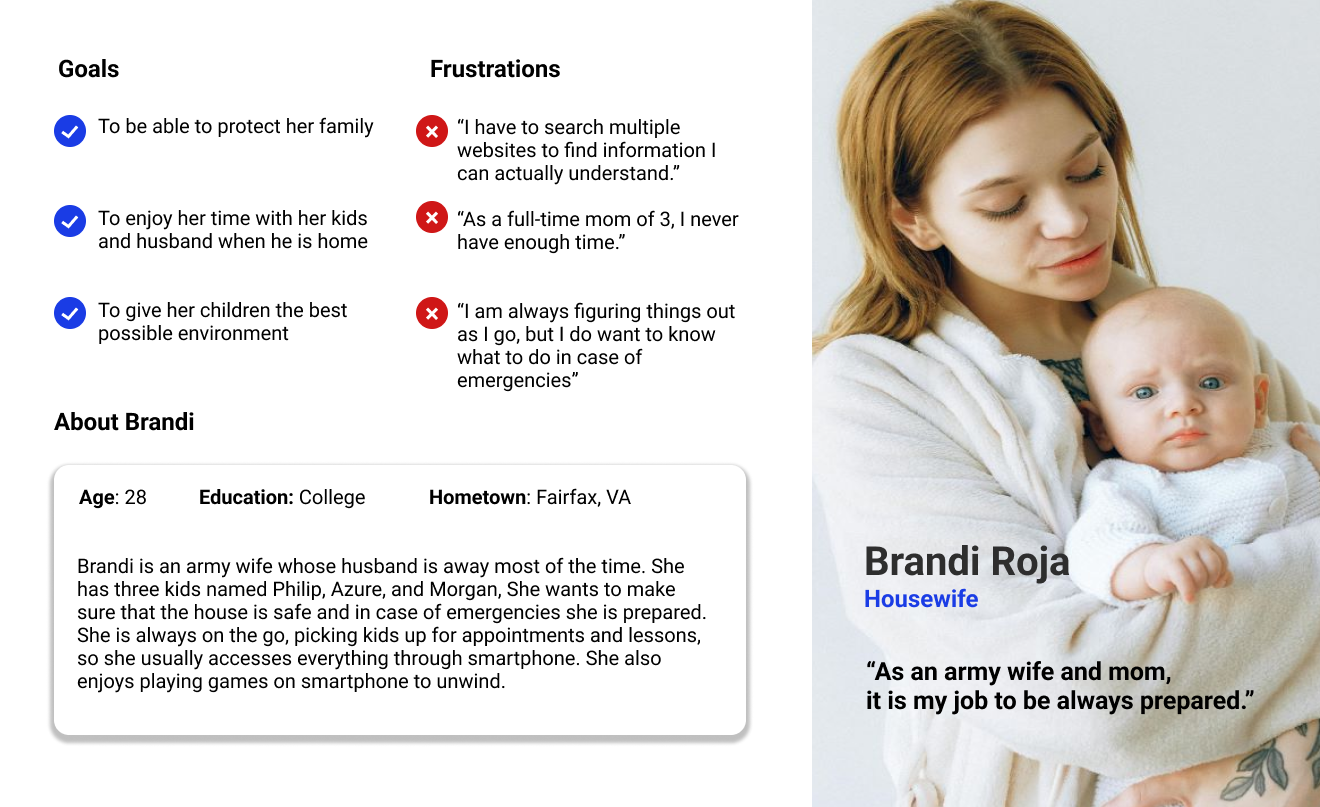 Goals
To be able to protect her family
To enjoy her time with her kids
and husband when he is home
To give her children the best
possible environment
Frustrations
“I have to search multiple
websites to find information I
can actually understand.”
“As a full-time mom of 3, I never
have enough time.”
“I am always figuring things out
as I go, but I do want to know
what to do in case of
emergencies”
About Brandi
Age: 28 Education: College Hometown: Fairfax, VA
Brandi is an army wife whose husband is away most of the time. She
has three kids named Philip, Azure, and Morgan, She wants to make
sure that the house is safe and in case of emergencies she is prepared.
She is always on the go, picking kids up for appointments and lessons,
so she usually accesses everything through smartphone. She also
enjoys playing games on smartphone to unwind.
Brandi Roja
Housewife
“As an army wife and mom,
it is my job to be always prepared.”